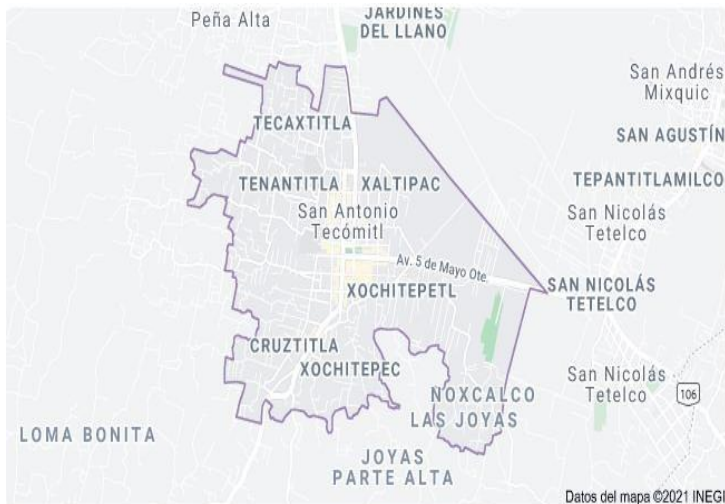 JARDINES
DEL LLANO
Peña Alta
San Andrés
Mixquic
TECAXTITLA
SAN AGUSTÍN
TENANTITLA
XALTIPAC
TEPANTITLAMILCO
San Antonio
Tecómitl
San Nicolás
Tetelco
Av. 5 de Mayo Ote.
XOCHITEPETL
SAN NICOLÁS
TETELCO
CRUZTITLA
XOCHITEPEC
San Nicolás
Tetelco
NOXCALCO
LAS JOYAS
106
LOMA BONITA
JOYAS
PARTE ALTA
Datos del mapa ©2021 INEGI